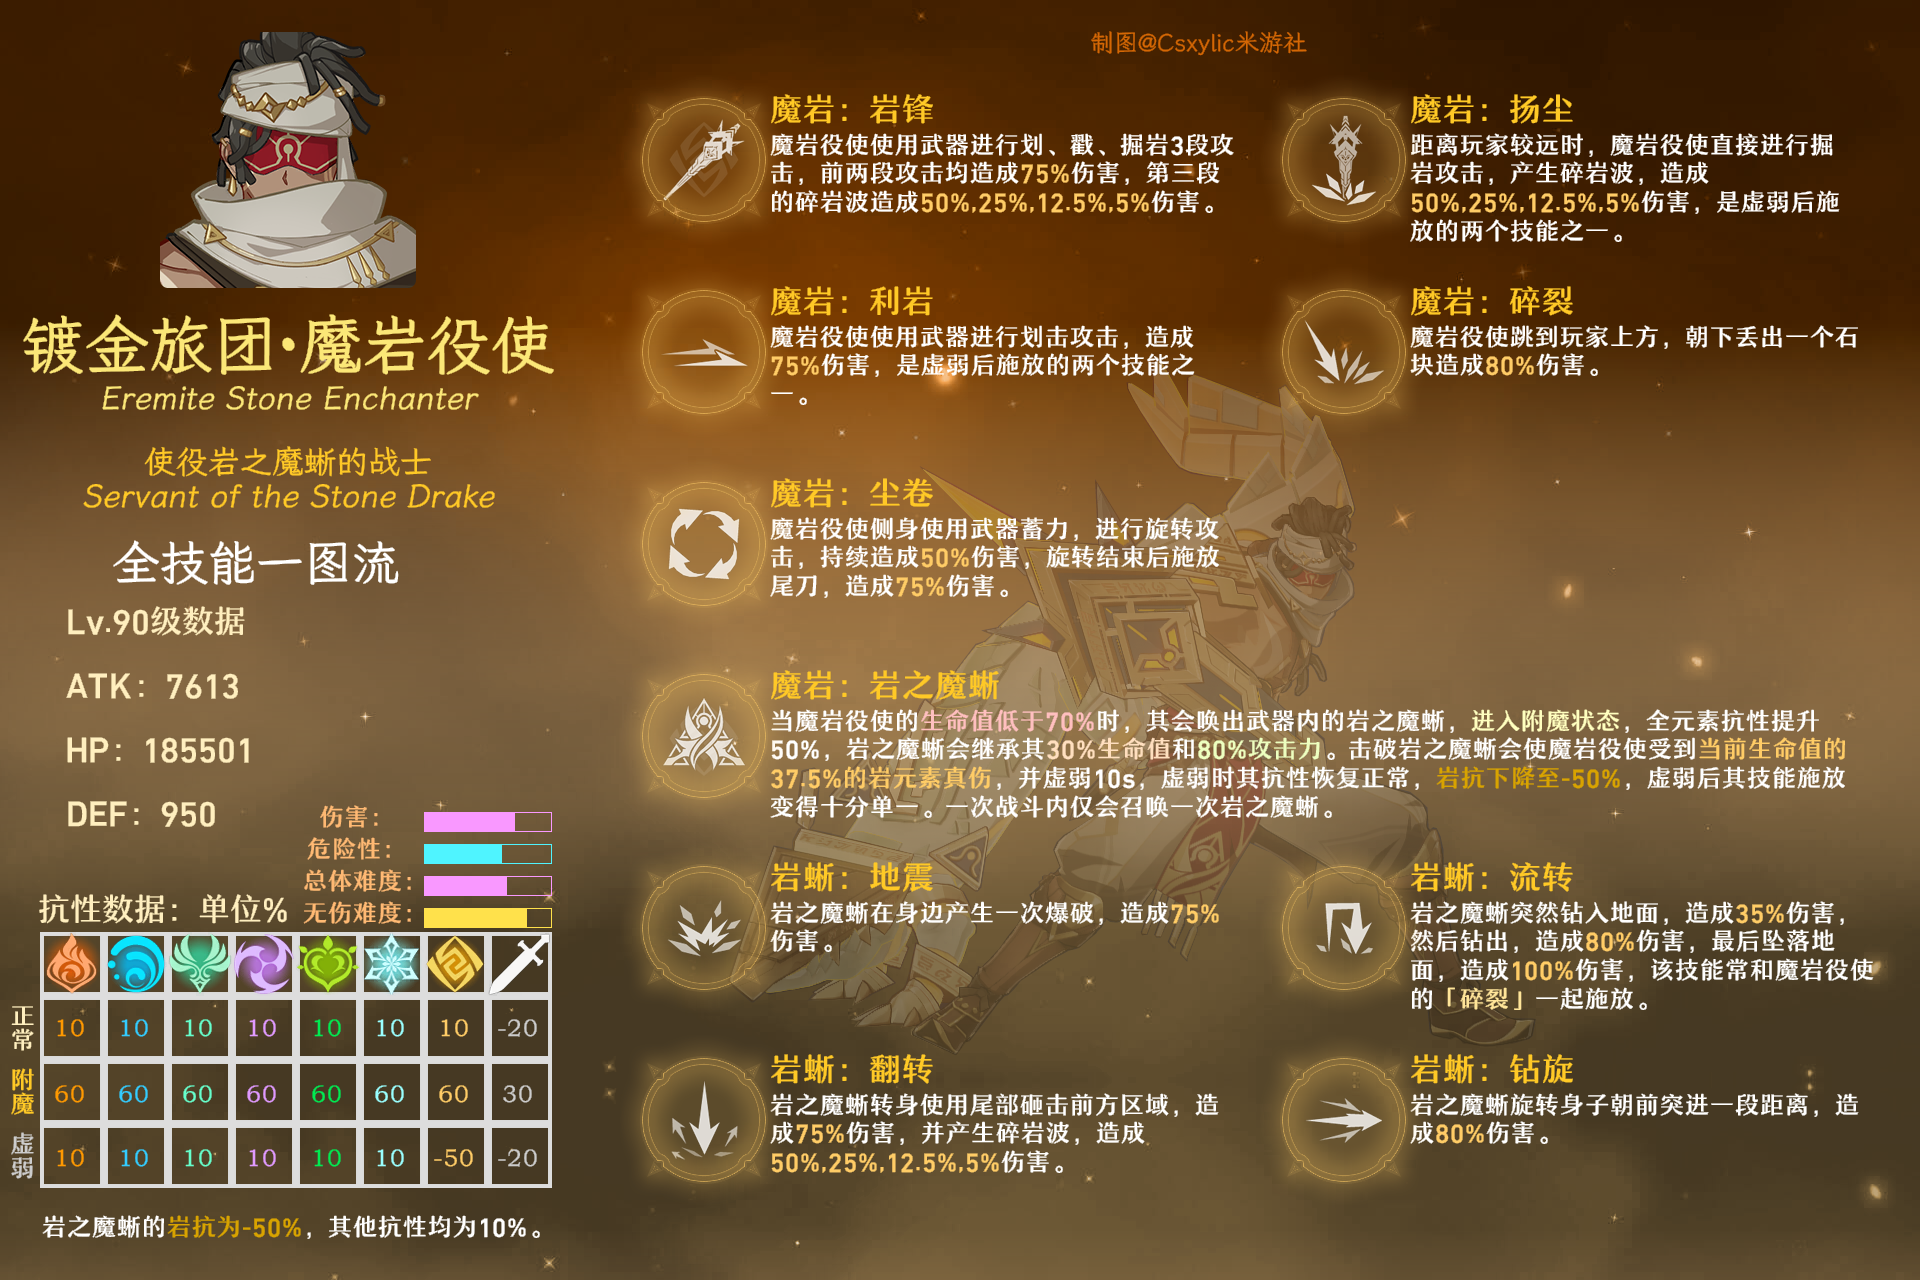 制图@Csxylic米游社
镀金旅团·魔岩役使
Eremite Stone Enchanter
使役岩之魔蜥的战士
Servant of the Stone Drake
全技能一图流
Lv.90级数据
ATK：7613
HP：185501
DEF：950
伤害：
危险性：
总体难度：
无伤难度：
抗性数据：单位%
正常 10 10 10 10 10 10 10 -20
附魔 60 60 60 60 60 60 60 30
虚弱 10 10 10 10 10 10 -50 -20
岩之魔蜥的岩抗为-50%，其他抗性均为10%。
魔岩：岩锋
魔岩役使使用武器进行划、戳、掘岩3段攻
击，前两段攻击均造成75%伤害，第三段
的碎岩波造成50%,25%,12.5%,5%伤害。
魔岩：扬尘
距离玩家较远时，魔岩役使直接进行掘
岩攻击，产生碎岩波，造成
50%,25%,12.5%,5%伤害，是虚弱后施
放的两个技能之一。
魔岩：利岩
魔岩役使使用武器进行划击攻击，造成
75%伤害，是虚弱后施放的两个技能之
一。
魔岩：碎裂
魔岩役使跳到玩家上方，朝下丢出一个石
块造成80%伤害。
魔岩：尘卷
魔岩役使侧身使用武器蓄力，进行旋转攻
击，持续造成50%伤害，旋转结束后施放
尾刀，造成75%伤害。
魔岩：岩之魔蜥
当魔岩役使的生命值低于70%时，其会唤出武器内的岩之魔蜥，进入附魔状态，全元素抗性提升
50%，岩之魔蜥会继承其30%生命值和80%攻击力。击破岩之魔蜥会使魔岩役使受到当前生命值的
37.5%的岩元素真伤，并虚弱10s，虚弱时其抗性恢复正常，岩抗下降至-50%，虚弱后其技能施放
变得十分单一。一次战斗内仅会召唤一次岩之魔蜥。
岩蜥：地震
岩之魔蜥在身边产生一次爆破，造成75%
伤害。
岩蜥：流转
岩之魔蜥突然钻入地面，造成35%伤害，
然后钻出，造成80%伤害，最后坠落地
面，造成100%伤害，该技能常和魔岩役使
的「碎裂」一起施放。
岩蜥：翻转
岩之魔蜥转身使用尾部砸击前方区域，造
成75%伤害，并产生碎岩波，造成
50%,25%,12.5%,5%伤害。
岩蜥：钻旋
岩之魔蜥旋转身子朝前突进一段距离，造
成80%伤害。